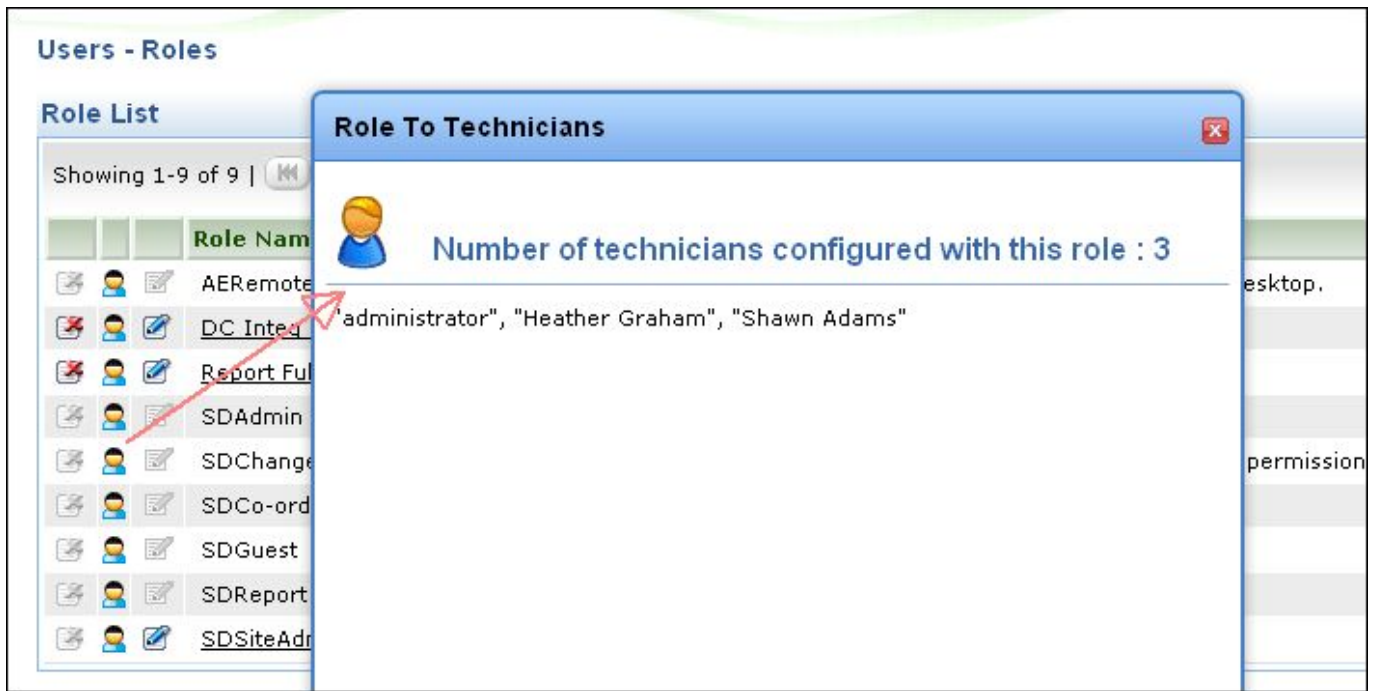 Users - Roles
Role List
Showing 1-9 of 9 |
Role Nam
AERemote
DC Integ
Report Ful
SDAdmin
SDChange
SDCo-ord
SDGuest
SDReport
SDSiteAdr
Role To Technicians
Number of technicians configured with this role : 3
"administrator", "Heather Graham", "Shawn Adams"
esktop.
permission